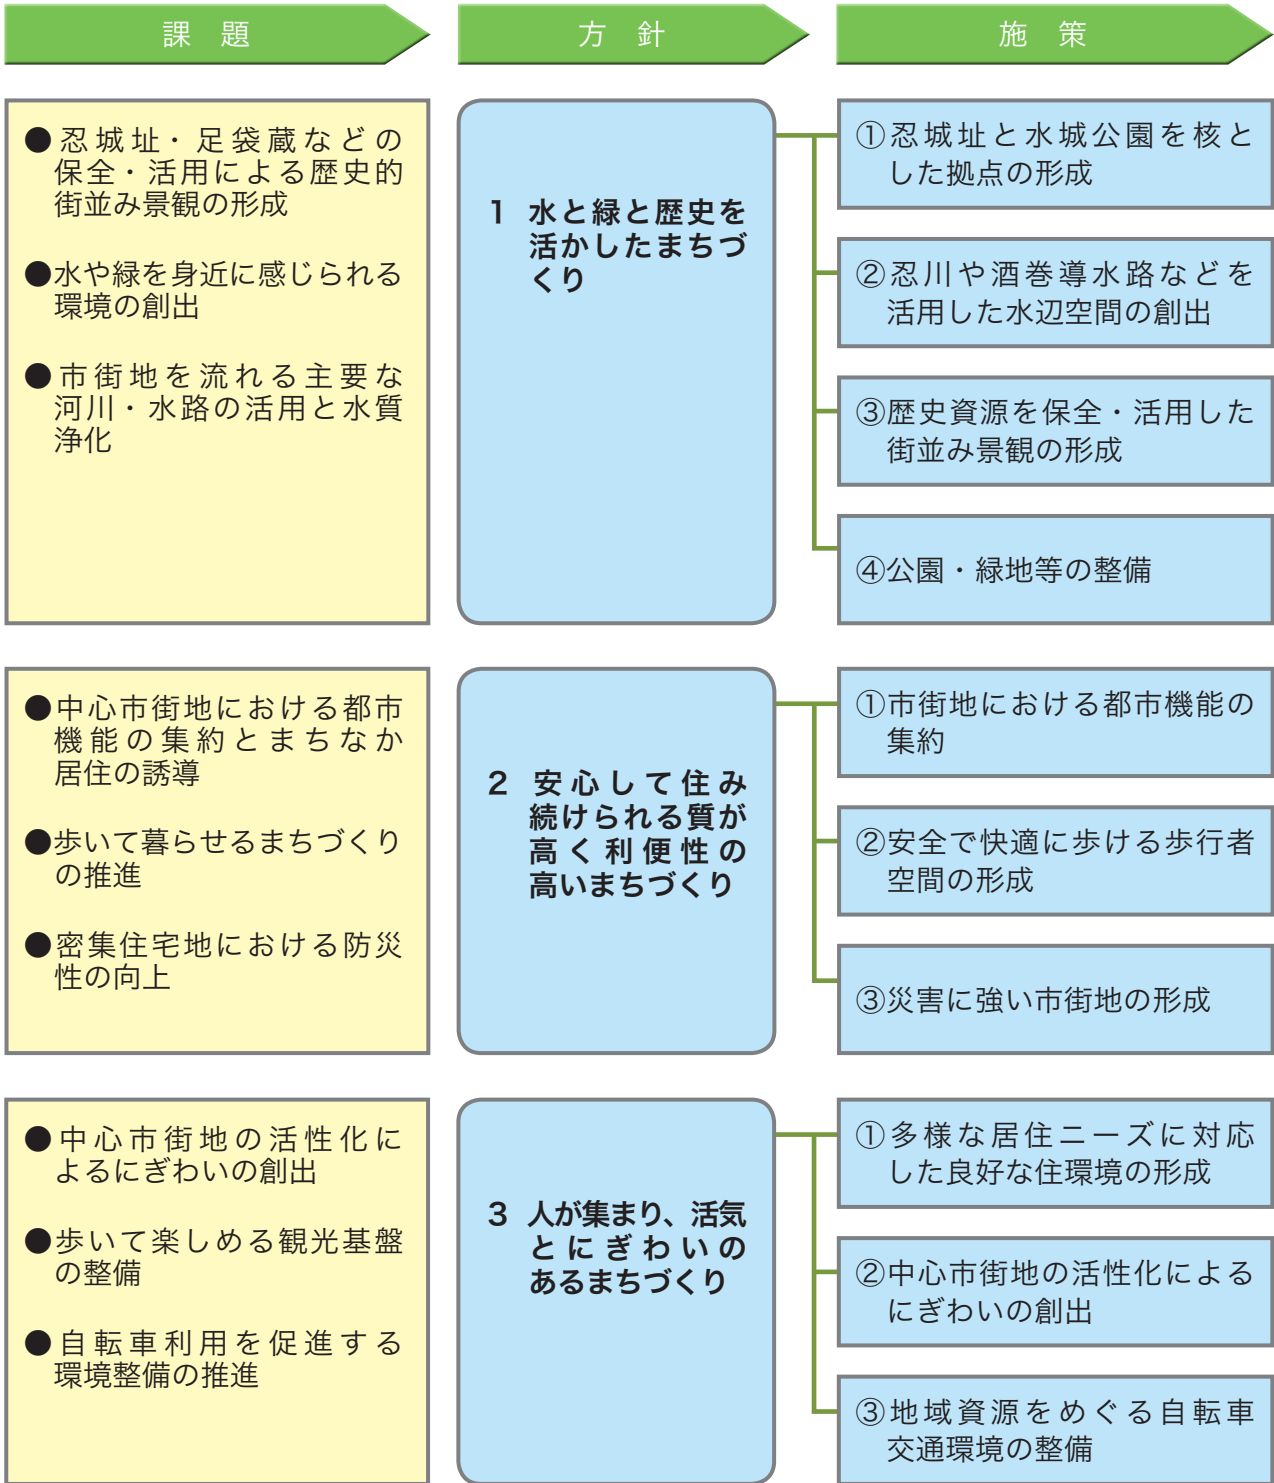 課題
方針
施策
●忍城址・足袋蔵などの
保全・活用による歴史的
街並み景観の形成
●水や緑を身近に感じられる
環境の創出
●市街地を流れる主要な
河川・水路の活用と水質
浄化
1 水と緑と歴史を
活かしたまちづ
くり
①忍城址と水城公園を核と
した拠点の形成
②忍川や酒巻導水路などを
活用した水辺空間の創出
③歴史資源を保全・活用した
街並み景観の形成
④公園・緑地等の整備
●中心市街地における都市
機能の集約とまちなか
居住の誘導
●歩いて暮らせるまちづくり
の推進
●密集住宅地における防災
性の向上
2 安心して住み
続けられる質が
高く利便性の
高いまちづくり
①市街地における都市機能の
集約
②安全で快適に歩ける歩行者
空間の形成
③災害に強い市街地の形成
●中心市街地の活性化に
よるにぎわいの創出
●歩いて楽しめる観光基盤
の整備
●自転車利用を促進する
環境整備の推進
3 人が集まり、活気
とにぎわいの
あるまちづくり
①多様な居住ニーズに対応
した良好な住環境の形成
②中心市街地の活性化による
にぎわいの創出
③地域資源をめぐる自転車
交通環境の整備